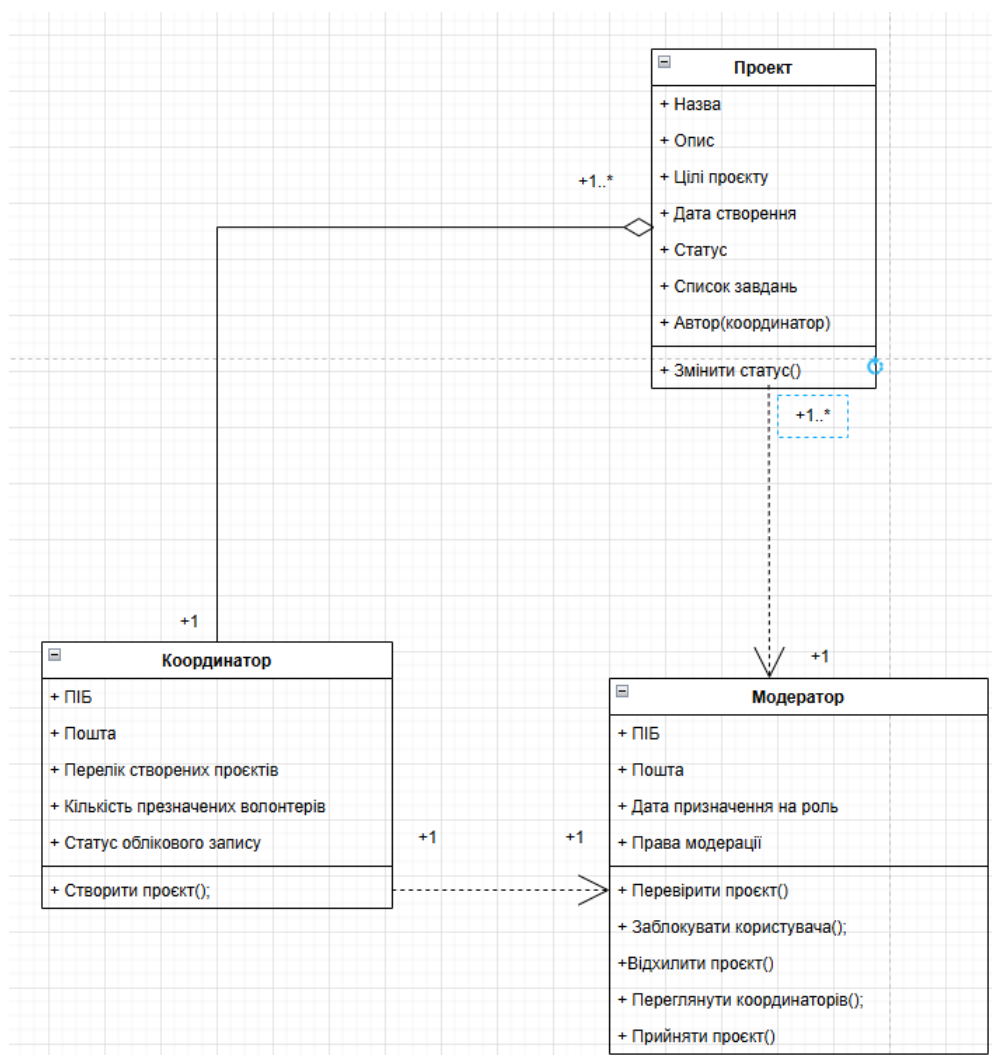 Проект
+ Назва
+ Опис
+ Цілі проєкту
+ Дата створення
+ Статус
+ Список завдань
+ Автор(координатор)
+ Змінити статус()
+1..*
+1..*
+1
+1
Координатор
+ ПІБ
+ Пошта
+ Перелік створених проєктів
+ Кількість презначених волонтерів
+ Статус облікового запису
+ Створити проєкт();
+1
+1
Модератор
+ ПІБ
+ Пошта
+ Дата призначення на роль
+ Права модерації
+ Перевірити проєкт()
+ Заблокувати користувача();
+Відхилити проєкт()
+ Переглянути координаторів();
+ Прийняти проєкт()